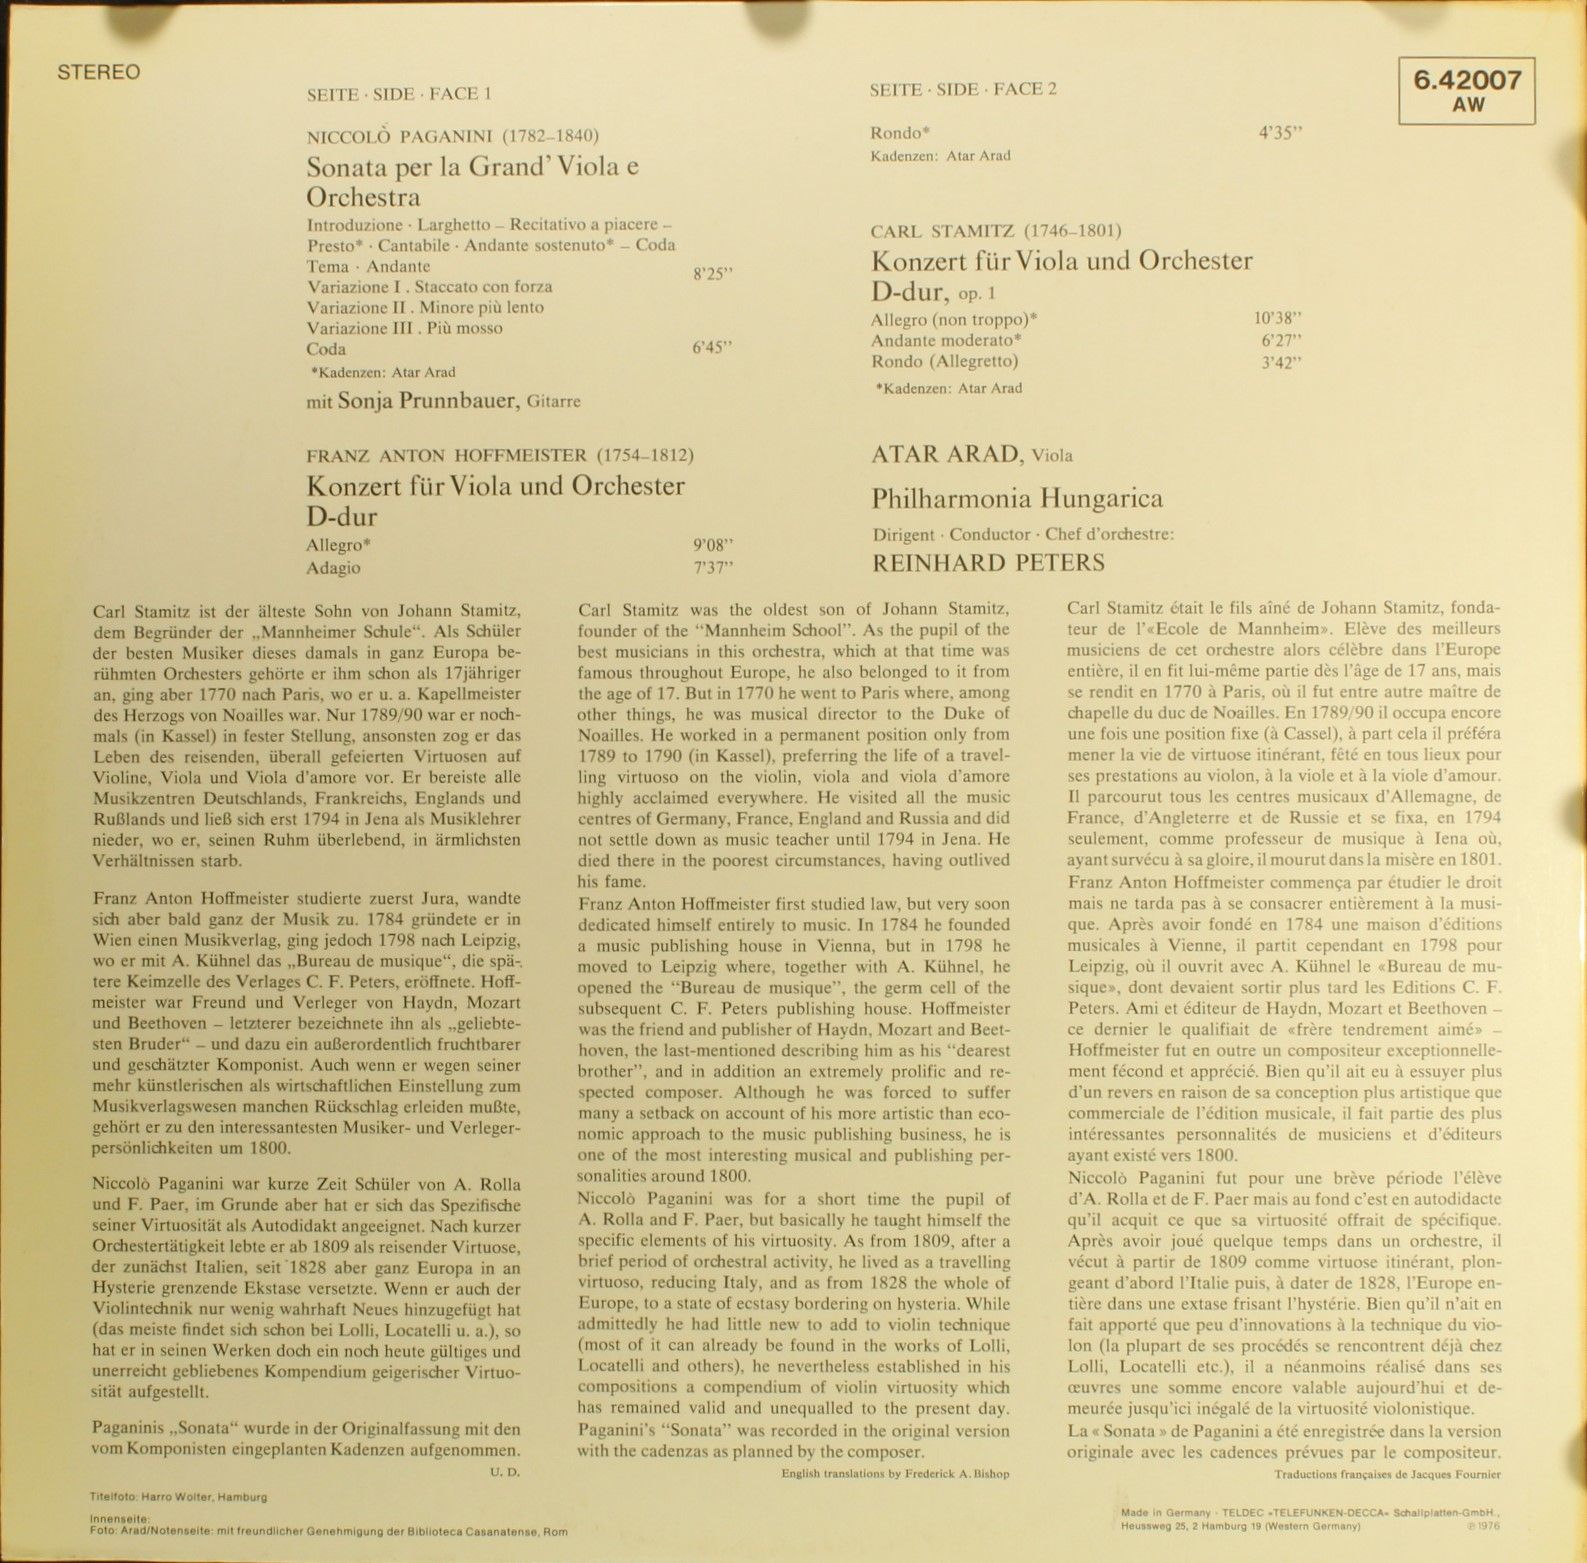 STEREO
SEITE · SIDE · FACE 1
NICCOLÒ PAGANINI (1782–1840)
Sonata per la Grand’ Viola e
Orchestra
Introduzione · Larghetto – Recitativo a piacere –
Presto* · Cantabile · Andante sostenuto* – Coda
Tema · Andante 8’25’’
Variazione I . Staccato con forza
Variazione II . Minore più lento
Variazione III . Più mosso
Coda 6’45’’
*Kadenzen: Atar Arad
mit Sonja Prunnbauer, Gitarre
FRANZ ANTON HOFFMEISTER (1754–1812)
Konzert für Viola und Orchester
D-dur
Allegro* 9’08’’
Adagio 7’37’’
SEITE · SIDE · FACE 2
Rondo* 4’35’’
Kadenzen: Atar Arad
CARL STAMITZ (1746–1801)
Konzert für Viola und Orchester
D-dur, op. 1
Allegro (non troppo)* 10’38’’
Andante moderato* 6’27’’
Rondo (Allegretto) 3’42’’
*Kadenzen: Atar Arad
ATAR ARAD, Viola
Philharmonia Hungarica
Dirigent · Conductor · Chef d’orchestre:
REINHARD PETERS
6.42007
AW
Carl Stamitz ist der älteste Sohn von Johann Stamitz,
dem Begründer der „Mannheimer Schule“. Als Schüler
der besten Musiker dieses damals in ganz Europa be-
rühmten Orchesters gehörte er ihm schon als 17jähriger
an, ging aber 1770 nach Paris, wo er u. a. Kapellmeister
des Herzogs von Noailles war. Nur 1789/90 war er noch-
mals (in Kassel) in fester Stellung, ansonsten zog er das
Leben des reisenden, überall gefeierten Virtuosen auf
Violine, Viola und Viola d’amore vor. Er bereiste alle
Musikzentren Deutschlands, Frankreichs, Englands und
Rußlands und ließ sich erst 1794 in Jena als Musiklehrer
nieder, wo er, seinen Ruhm überlebend, in ärmlichsten
Verhältnissen starb.
Franz Anton Hoffmeister studierte zuerst Jura, wandte
sich aber bald ganz der Musik zu. 1784 gründete er in
Wien einen Musikverlag, ging jedoch 1798 nach Leipzig,
wo er mit A. Kühnel das „Bureau de musique“, die spä-
tere Keimzelle des Verlages C. F. Peters, eröffnete. Hoff-
meister war Freund und Verleger von Haydn, Mozart
und Beethoven – letzterer bezeichnete ihn als „geliebte-
sten Bruder“ – und dazu ein außerordentlich fruchtbarer
und geschätzter Komponist. Auch wenn er wegen seiner
mehr künstlerischen als wirtschaftlichen Einstellung zum
Musikverlagswesen manchen Rückschlag erleiden mußte,
gehört er zu den interessantesten Musiker- und Verleger-
persönlichkeiten um 1800.
Niccolò Paganini war kurze Zeit Schüler von A. Rolla
und F. Paer, im Grunde aber hat er sich das Spezifische
seiner Virtuosität als Autodidakt angeeignet. Nach kurzer
Orchestertätigkeit lebte er ab 1809 als reisender Virtuose,
der zunächst Italien, seit 1828 aber ganz Europa in an
Hysterie grenzende Ekstase versetzte. Wenn er auch der
Violintechnik nur wenig wahrhaft Neues hinzugefügt hat
(das meiste findet sich schon bei Lolli, Locatelli u. a.), so
hat er in seinen Werken doch ein noch heute gültiges und
unerreicht gebliebenes Kompendium geigerischer Virtuo-
sität aufgestellt.
Paganinis „Sonata“ wurde in der Originalfassung mit den
vom Komponisten eingeplanten Kadenzen aufgenommen.
U. D.
Carl Stamitz was the oldest son of Johann Stamitz,
founder of the “Mannheim School”. As the pupil of the
best musicians in this orchestra, which at that time was
famous throughout Europe, he also belonged to it from
the age of 17. But in 1770 he went to Paris where, among
other things, he was musical director to the Duke of
Noailles. He worked in a permanent position only from
1789 to 1790 (in Kassel), preferring the life of a travel-
ling virtuoso on the violin, viola and viola d’amore
highly acclaimed everywhere. He visited all the music
centres of Germany, France, England and Russia and did
not settle down as music teacher until 1794 in Jena. He
died there in the poorest circumstances, having outlived
his fame.
Franz Anton Hoffmeister first studied law, but very soon
dedicated himself entirely to music. In 1784 he founded
a music publishing house in Vienna, but in 1798 he
moved to Leipzig where, together with A. Kühnel, he
opened the “Bureau de musique”, the germ cell of the
subsequent C. F. Peters publishing house. Hoffmeister
was the friend and publisher of Haydn, Mozart and Beet-
hoven, the last-mentioned describing him as his “dearest
brother”, and in addition an extremely prolific and re-
spected composer. Although he was forced to suffer
many a setback on account of his more artistic than eco-
nomic approach to the music publishing business, he is
one of the most interesting musical and publishing per-
sonalities around 1800.
Niccolò Paganini was for a short time the pupil of
A. Rolla and F. Paer, but basically he taught himself the
specific elements of his virtuosity. As from 1809, after a
brief period of orchestral activity, he lived as a travelling
virtuoso, reducing Italy, and as from 1828 the whole of
Europe, to a state of ecstasy bordering on hysteria. While
admittedly he had little new to add to violin technique
(most of it can already be found in the works of Lolli,
Locatelli and others), he nevertheless established in his
compositions a compendium of violin virtuosity which
has remained valid and unequalled to the present day.
Paganini’s “Sonata” was recorded in the original version
with the cadenzas as planned by the composer.
English translations by Frederick A. Bishop
Carl Stamitz était le fils aîné de Johann Stamitz, fonda-
teur de l’«Ecole de Mannheim». Elève des meilleurs
musiciens de cet orchestre alors célèbre dans l’Europe
entière, il en fit lui-même partie dès l’âge de 17 ans, mais
se rendit en 1770 à Paris, où il fut entre autre maître de
chapelle du duc de Noailles. En 1789/90 il occupa encore
une fois une position fixe (à Cassel), à part cela il préféra
mener la vie de virtuose itinérant, fêté en tous lieux pour
ses prestations au violon, à la viole et à la viole d’amour.
Il parcourut tous les centres musicaux d’Allemagne, de
France, d’Angleterre et de Russie et se fixa, en 1794
seulement, comme professeur de musique à Iena où,
ayant survécu à sa gloire, il mourut dans la misère en 1801.
Franz Anton Hoffmeister commença par étudier le droit
mais ne tarda pas à se consacrer entièrement à la musi-
que. Après avoir fondé en 1784 une maison d’éditions
musicales à Vienne, il partit cependant en 1798 pour
Leipzig, où il ouvrit avec A. Kühnel le «Bureau de mu-
sique», dont devaient sortir plus tard les Editions C. F.
Peters. Ami et éditeur de Haydn, Mozart et Beethoven –
ce dernier le qualifiait de «frère tendrement aimé» –
Hoffmeister fut en outre un compositeur exceptionnelle-
ment fécond et apprécié. Bien qu’il ait eu à essuyer plus
d’un revers en raison de sa conception plus artistique que
commerciale de l’édition musicale, il fait partie des plus
intéressantes personnalités de musiciens et d’éditeurs
ayant existé vers 1800.
Niccolò Paganini fut pour une brève période l’élève
d’A. Rolla et de F. Paer mais au fond c’est en autodidacte
qu’il acquit ce que sa virtuosité offrait de spécifique.
Après avoir joué quelque temps dans un orchestre, il
vécut à partir de 1809 comme virtuose itinérant, plon-
geant d’abord l’Italie puis, à dater de 1828, l’Europe en-
tière dans une extase frisant l’hystérie. Bien qu’il n’ait en
fait apporté que peu d’innovations à la technique du vio-
lon (la plupart de ses procédés se rencontrent déjà chez
Lolli, Locatelli etc.), il a néanmoins réalisé dans ses
œuvres une somme encore valable aujourd’hui et de-
meurée jusqu’ici inégalé de la virtuosité violonistique.
La « Sonata » de Paganini a été enregistrée dans la version
originale avec les cadences prévues par le compositeur.
Traductions françaises de Jacques Fournier
Titelfoto: Harro Wolter, Hamburg
Innenseite:
Foto: Arad/Notenseite: mit freundlicher Genehmigung der Biblioteca Casanatense, Rom
Made in Germany · TELDEC »TELEFUNKEN-DECCA« Schallplatten-GmbH.,
Heussweg 25, 2 Hamburg 19 (Western Germany) ℗ 1976